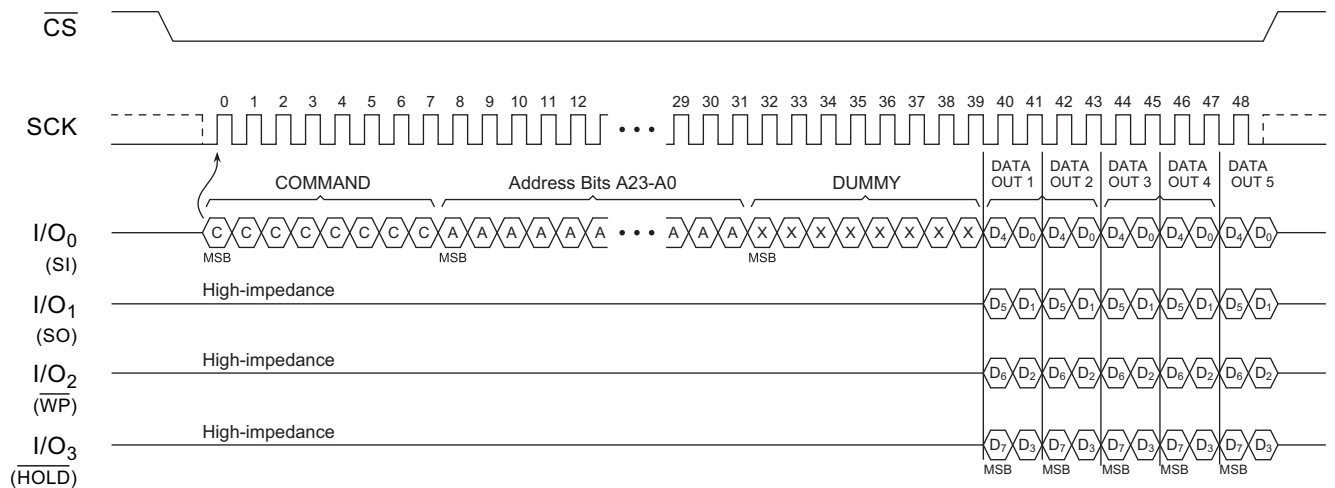 CS
0 1 2 3 4 5 6 7 8 9 10 11 12 29 30 31 32 33 34 35 36 37 38 39 40 41 42 43 44 45 46 47 48
SCK
COMMAND Address Bits A23-A0 DUMMY DATA OUT 1 DATA OUT 2 DATA OUT 3 DATA OUT 4 DATA OUT 5
I/O0 C C C C C C C C A A A A A A A A A X X X X X X X X D4 D0 D4 D0 D4 D0 D4 D0 D4 D0
(SI) MSB MSB MSB
High-impedance
I/O1 D5 D1 D5 D1 D5 D1 D5 D1 D5 D1
(SO)
High-impedance
I/O2 D6 D2 D6 D2 D6 D2 D6 D2 D6 D2
(WP)
High-impedance
I/O3 D7 D3 D7 D3 D7 D3 D7 D3 D7 D3
(HOLD) MSB MSB MSB MSB MSB